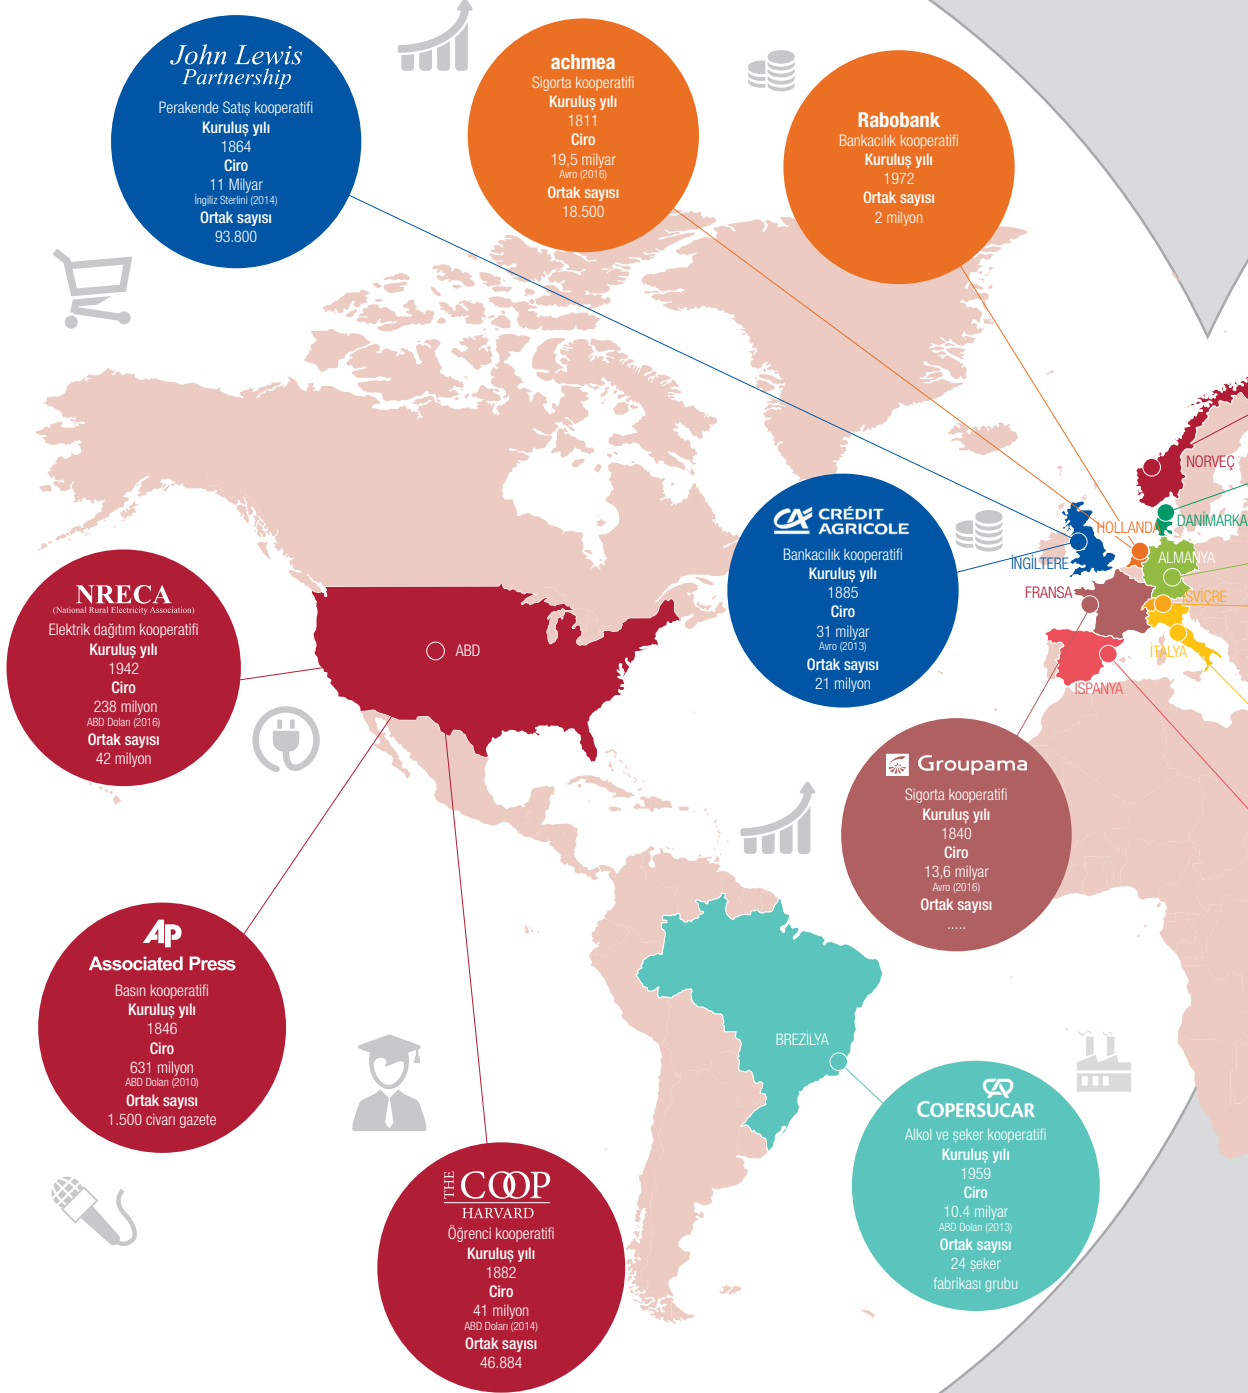 John Lewis
Partnership
Perakende Satış kooperatifi
Kuruluş yılı
1864
Ciro
11 Milyar
İngiliz Sterlini (2014)
Ortak sayısı
93.800
achmea
Sigorta kooperatifi
Kuruluş yılı
1811
Ciro
19,5 milyar
Avro (2016)
Ortak sayısı
18.500
Rabobank
Bankacılık kooperatifi
Kuruluş yılı
1972
Ortak sayısı
2 milyon
NORVEÇ
HOLLANDA
DANİMARKA
İNGİLTERE
ALMANYA
FRANSA
İSVİÇRE
İTALYA
İSPANYA
CA CRÉDIT
AGRICOLE
Bankacılık kooperatifi
Kuruluş yılı
1885
Ciro
31 milyar
Avro (2013)
Ortak sayısı
21 milyon
NRECA
(National Rural Electricity Association)
Elektrik dağıtım kooperatifi
Kuruluş yılı
1942
Ciro
238 milyon
ABD Doları (2016)
Ortak sayısı
42 milyon
ABD
Groupama
Sigorta kooperatifi
Kuruluş yılı
1840
Ciro
13,6 milyar
Avro (2016)
Ortak sayısı
.....
AP
Associated Press
Basın kooperatifi
Kuruluş yılı
1846
Ciro
631 milyon
ABD Doları (2010)
Ortak sayısı
1.500 civarı gazete
BREZİLYA
COPERSUCAR
Alkol ve şeker kooperatifi
Kuruluş yılı
1959
Ciro
10.4 milyar
ABD Doları (2013)
Ortak sayısı
24 şeker
fabrikası grubu
THE COOP
HARVARD
Öğrenci kooperatifi
Kuruluş yılı
1882
Ciro
41 milyon
ABD Doları (2014)
Ortak sayısı
46.884